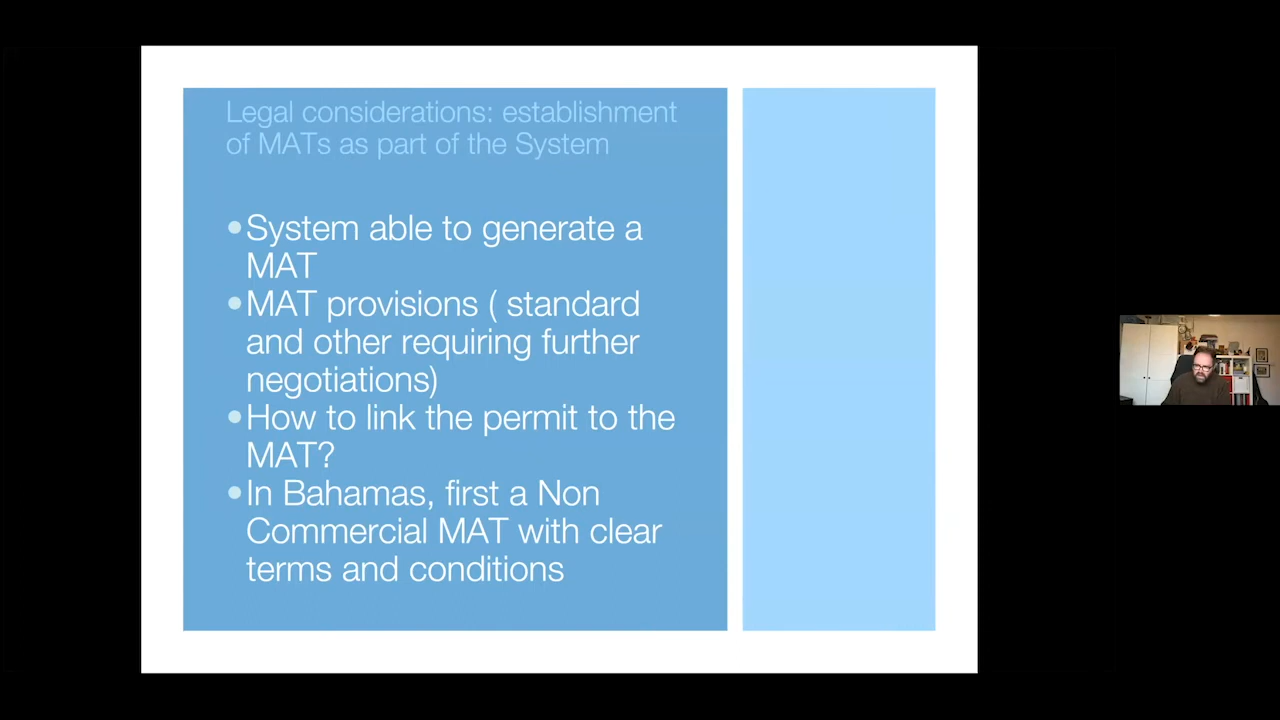 Legal considerations: establishment
of MATs as part of the System
•System able to generate a
MAT
•MAT provisions ( standard
and other requiring further
negotiations)
•How to link the permit to the
MAT?
•In Bahamas, first a Non
Commercial MAT with clear
terms and conditions